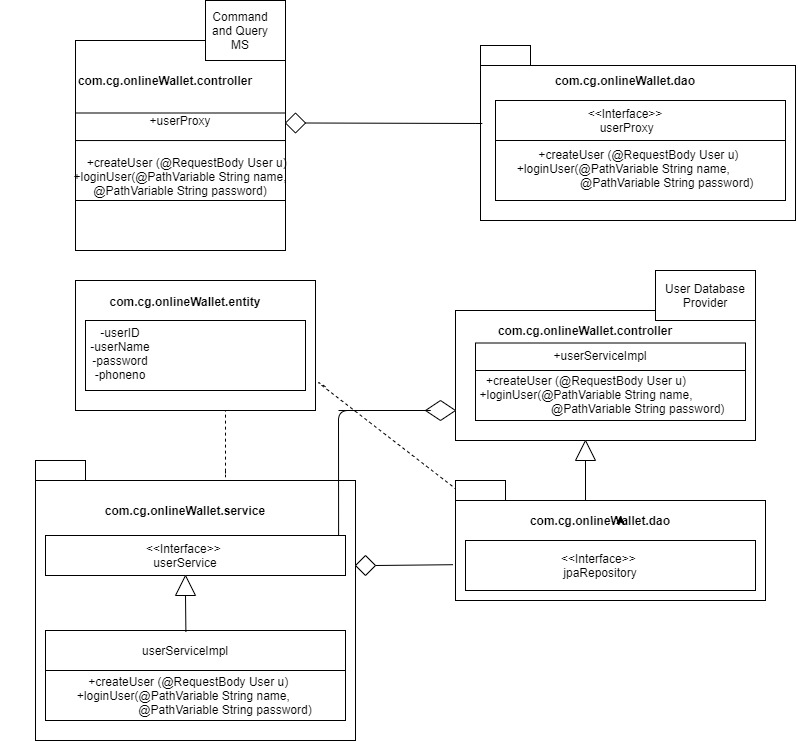 Command
and Query
MS
com.cg.onlineWallet.controller
+userProxy
+createUser (@RequestBody User u)
+loginUser(@PathVariable String name,
@PathVariable String password)
com.cg.onlineWallet.dao
<<Interface>>
userProxy
+createUser (@RequestBody User u)
+loginUser(@PathVariable String name,
@PathVariable String password)
com.cg.onlineWallet.entity
-userID
-userName
-password
-phoneno
User Database
Provider
com.cg.onlineWallet.controller
+userServiceImpl
+createUser (@RequestBody User u)
+loginUser(@PathVariable String name,
@PathVariable String password)
com.cg.onlineWallet.service
<<Interface>>
userService
userServiceImpl
+createUser (@RequestBody User u)
+loginUser(@PathVariable String name,
@PathVariable String password)
com.cg.onlineWallet.dao
<<Interface>>
jpaRepository